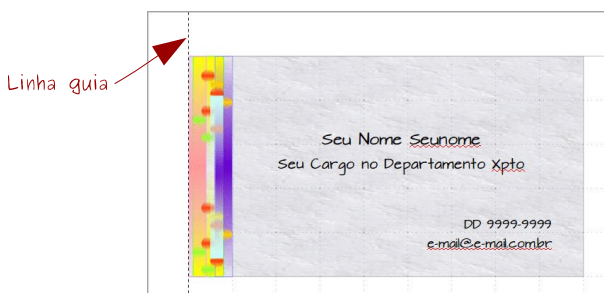 Linha guia
Seu Nome Seunome
Seu Cargo no Departamento Xpto
DD 9999-9999
e-mail@e-mail.com.br